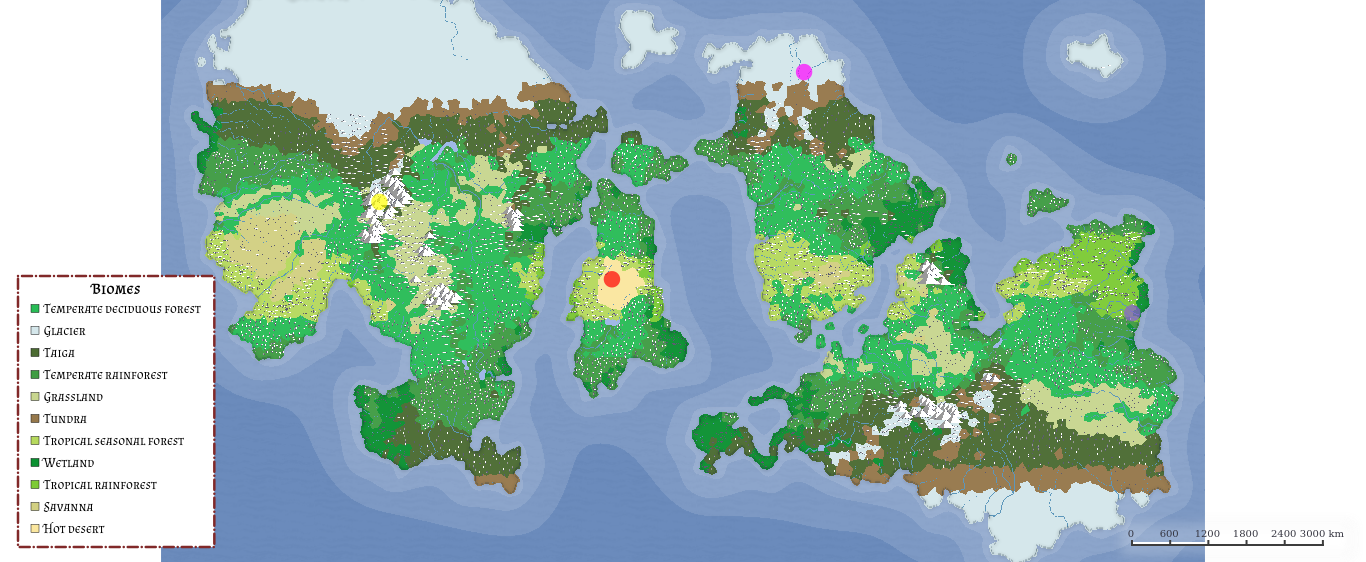 Biomes
Temperate deciduous forest
Glacier
Taiga
Temperate rainforest
Grassland
Tundra
Tropical seasonal forest
Wetland
Tropical rainforest
Savanna
Hot desert
0 600 1200 1800 2400 3000 km